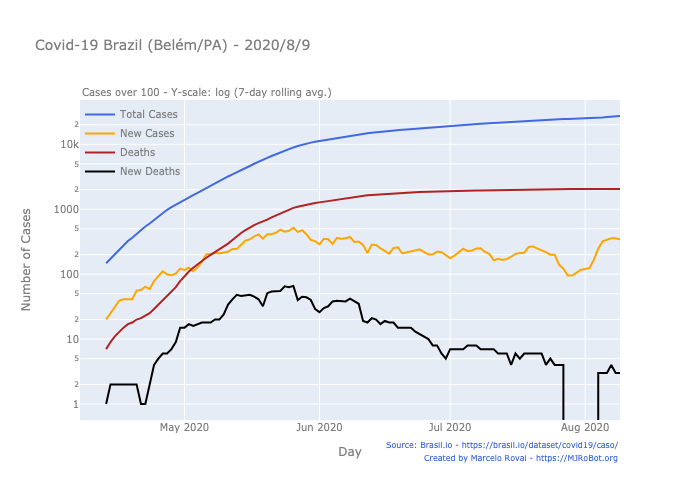 Covid-19 Brazil (Belém/PA) - 2020/8/9
Cases over 100 - Y-scale: log (7-day rolling avg.)
Total Cases
New Cases
Deaths
New Deaths
2
10k
5
2
1000
5
2
100
5
2
10
5
2
1
Number of Cases
May 2020
Jun 2020
Jul 2020
Aug 2020
Day
Source: Brasil.io - https://brasil.io/dataset/covid19/caso/
Created by Marcelo Rovai - https://MJRoBot.org